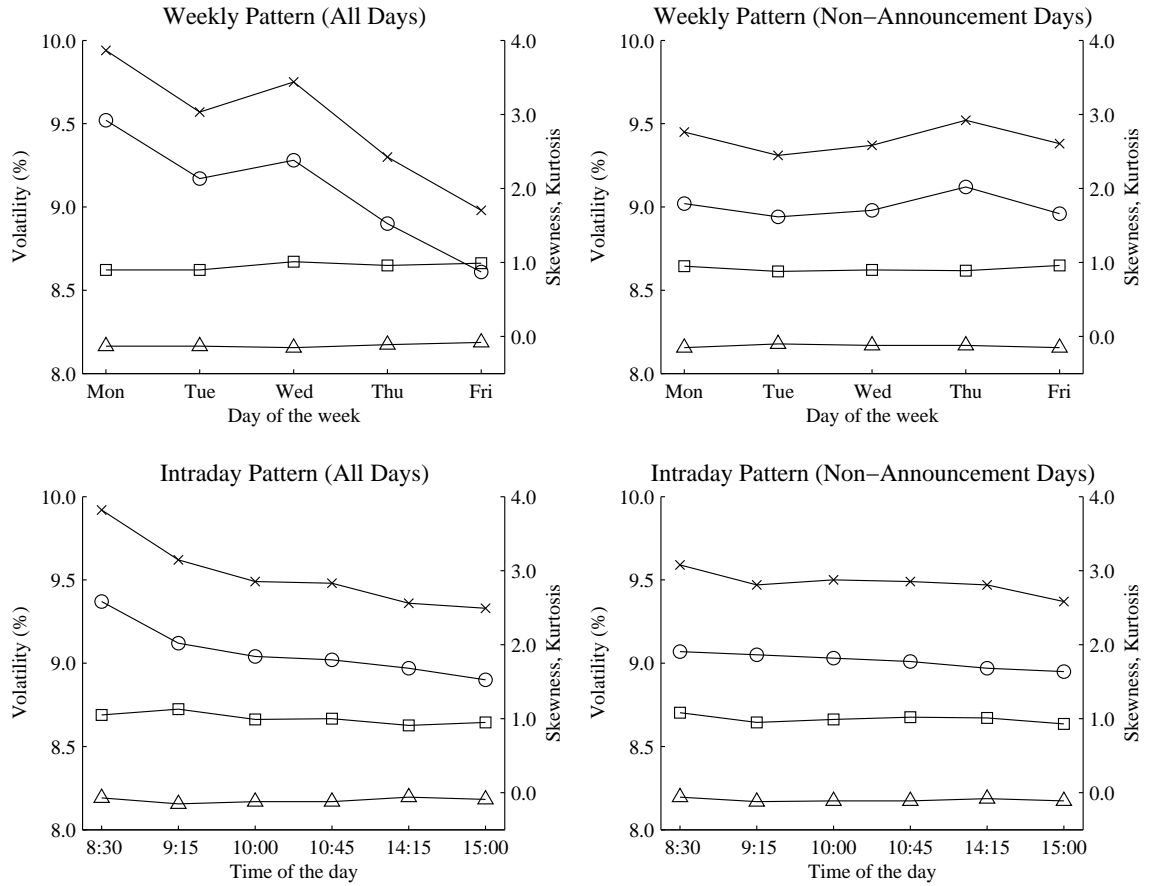 Weekly Pattern (All Days)
10.0
9.5
9.0
8.5
8.0
Volatility (%)
4.0
3.0
2.0
1.0
0.0
Skewness, Kurtosis
Mon Tue Wed Thu Fri
Day of the week
Weekly Pattern (Non−Announcement Days)
10.0
9.5
9.0
8.5
8.0
Volatility (%)
4.0
3.0
2.0
1.0
0.0
Skewness, Kurtosis
Mon Tue Wed Thu Fri
Day of the week
Intraday Pattern (All Days)
10.0
9.5
9.0
8.5
8.0
Volatility (%)
4.0
3.0
2.0
1.0
0.0
Skewness, Kurtosis
8:30 9:15 10:00 10:45 14:15 15:00
Time of the day
Intraday Pattern (Non−Announcement Days)
10.0
9.5
9.0
8.5
8.0
Volatility (%)
4.0
3.0
2.0
1.0
0.0
Skewness, Kurtosis
8:30 9:15 10:00 10:45 14:15 15:00
Time of the day